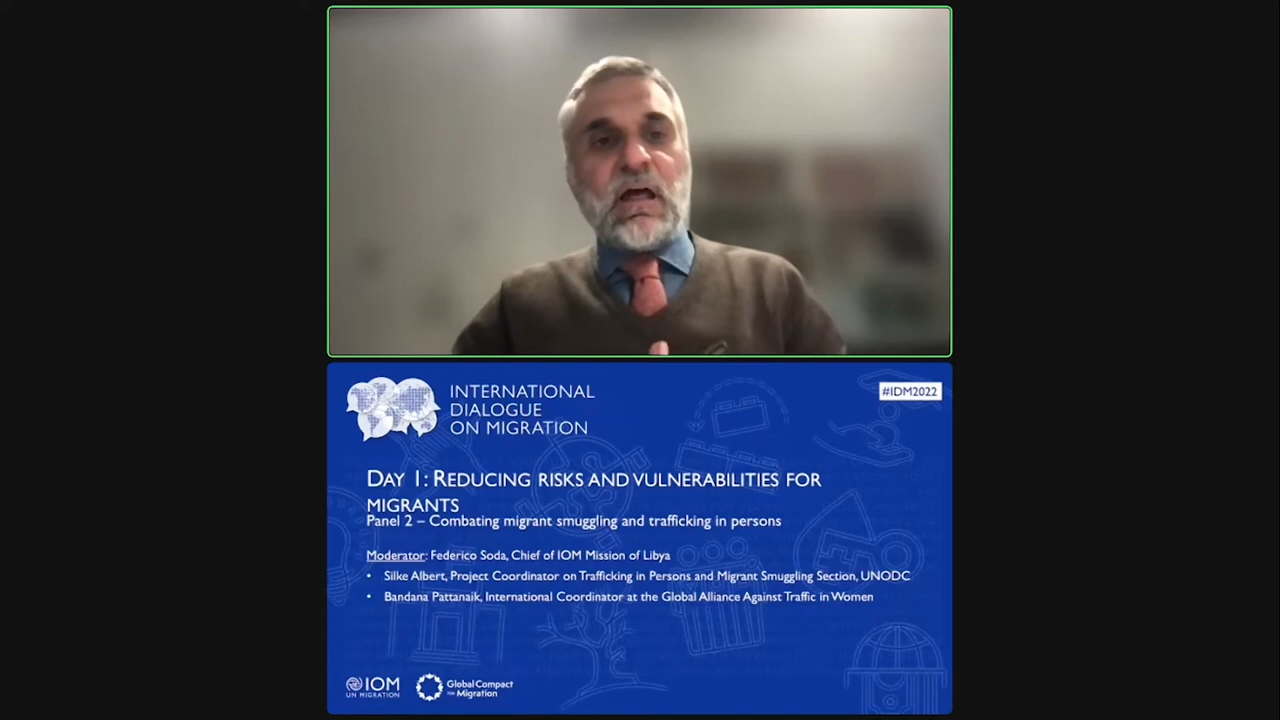 INTERNATIONAL
DIALOGUE
ON MIGRATION
#IDM2022
DAY 1: REDUCING RISKS AND VULNERABILITIES FOR
MIGRANTS
Panel 2 – Combating migrant smuggling and trafficking in persons
Moderator: Federico Soda, Chief of IOM Mission of Libya
• Silke Albert, Project Coordinator on Trafficking in Persons and Migrant Smuggling Section, UNODC
• Bandana Pattanaik, International Coordinator at the Global Alliance Against Traffic in Women
IOM
UN MIGRATION
Global Compact
FOR Migration